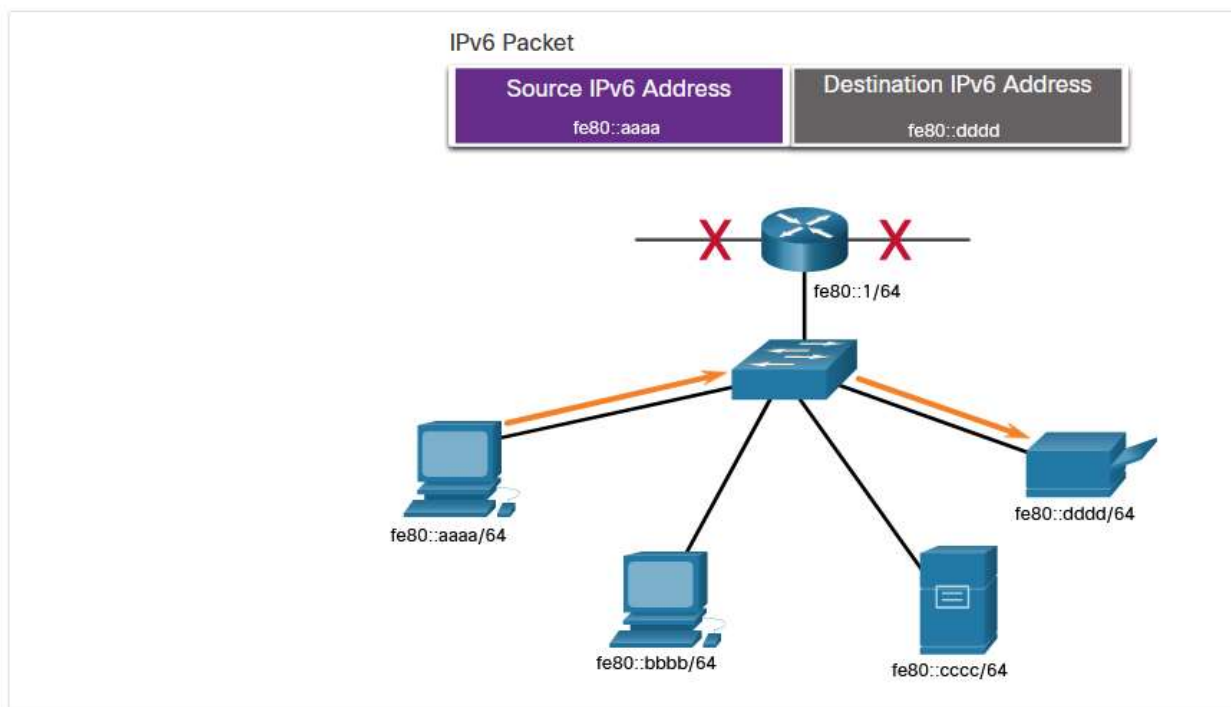 IPv6 Packet
Source IPv6 Address
fe80::aaaa
Destination IPv6 Address
fe80::dddd
X
X
fe80::1/64
fe80::aaaa/64
fe80::dddd/64
fe80::bbbb/64
fe80::cccc/64